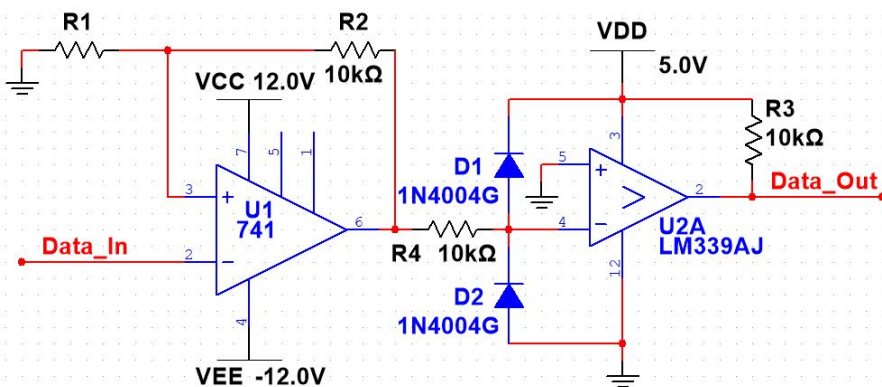 R1
R2
10kΩ
VCC 12.0V
VDD
5.0V
R3
10kΩ
7
5
1
3
+
U1
741
6
2
−
4
VEE -12.0V
Data_In
R4 10kΩ
D1
1N4004G
D2
1N4004G
3
5
+
>
4
−
2
12
U2A
LM339AJ
Data_Out